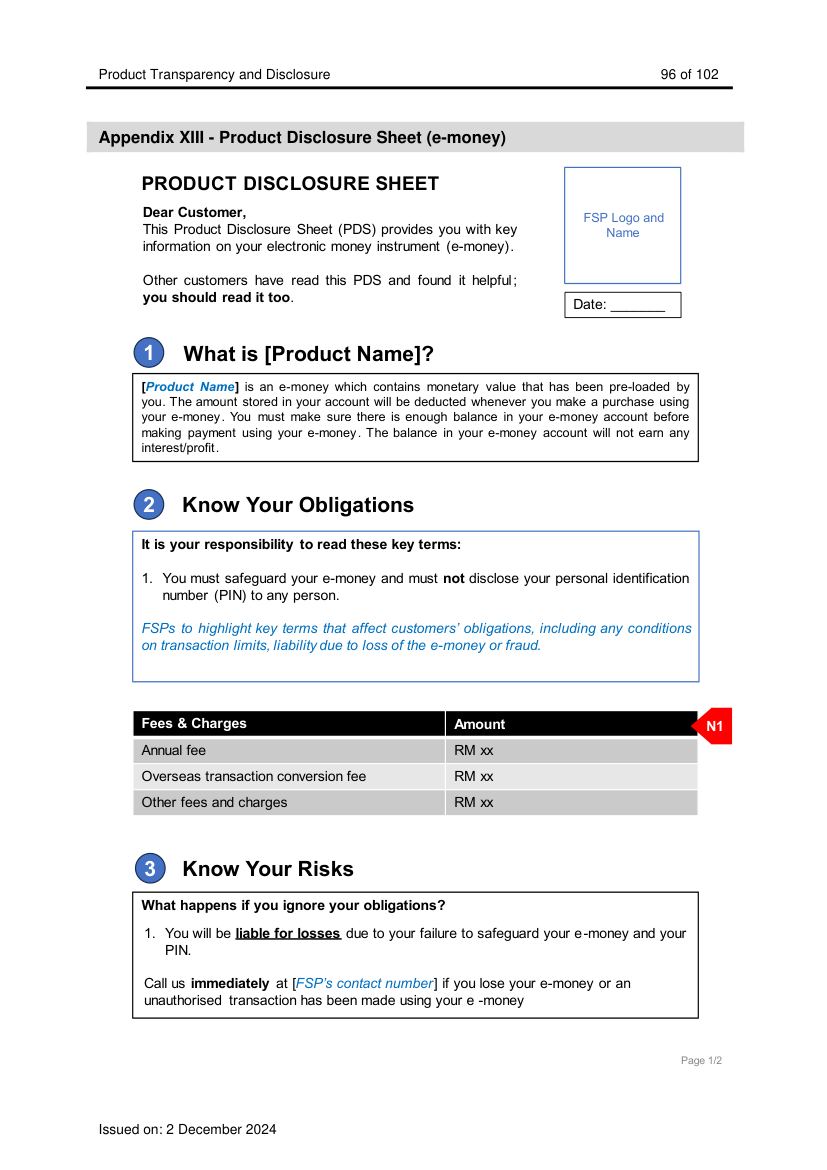 Product Transparency and Disclosure 96 of 102
Appendix XIII - Product Disclosure Sheet (e-money)
PRODUCT DISCLOSURE SHEET
Dear Customer,
This Product Disclosure Sheet (PDS) provides you with key
information on your electronic money instrument (e-money).
Other customers have read this PDS and found it helpful;
you should read it too.
FSP Logo and
Name
Date: _______
1 What is [Product Name]?
[Product Name] is an e-money which contains monetary value that has been pre-loaded by
you. The amount stored in your account will be deducted whenever you make a purchase using
your e-money. You must make sure there is enough balance in your e-money account before
making payment using your e-money. The balance in your e-money account will not earn any
interest/profit.
2 Know Your Obligations
It is your responsibility to read these key terms:
1. You must safeguard your e-money and must not disclose your personal identification
number (PIN) to any person.
FSPs to highlight key terms that affect customers' obligations, including any conditions
on transaction limits, liability due to loss of the e-money or fraud.
Fees & Charges Amount N1
Annual fee RM xx
Overseas transaction conversion fee RM xx
Other fees and charges RM xx
3 Know Your Risks
What happens if you ignore your obligations?
1. You will be liable for losses due to your failure to safeguard your e-money and your
PIN.
Call us immediately at [FSP's contact number] if you lose your e-money or an
unauthorised transaction has been made using your e -money
Page 1/2
Issued on: 2 December 2024